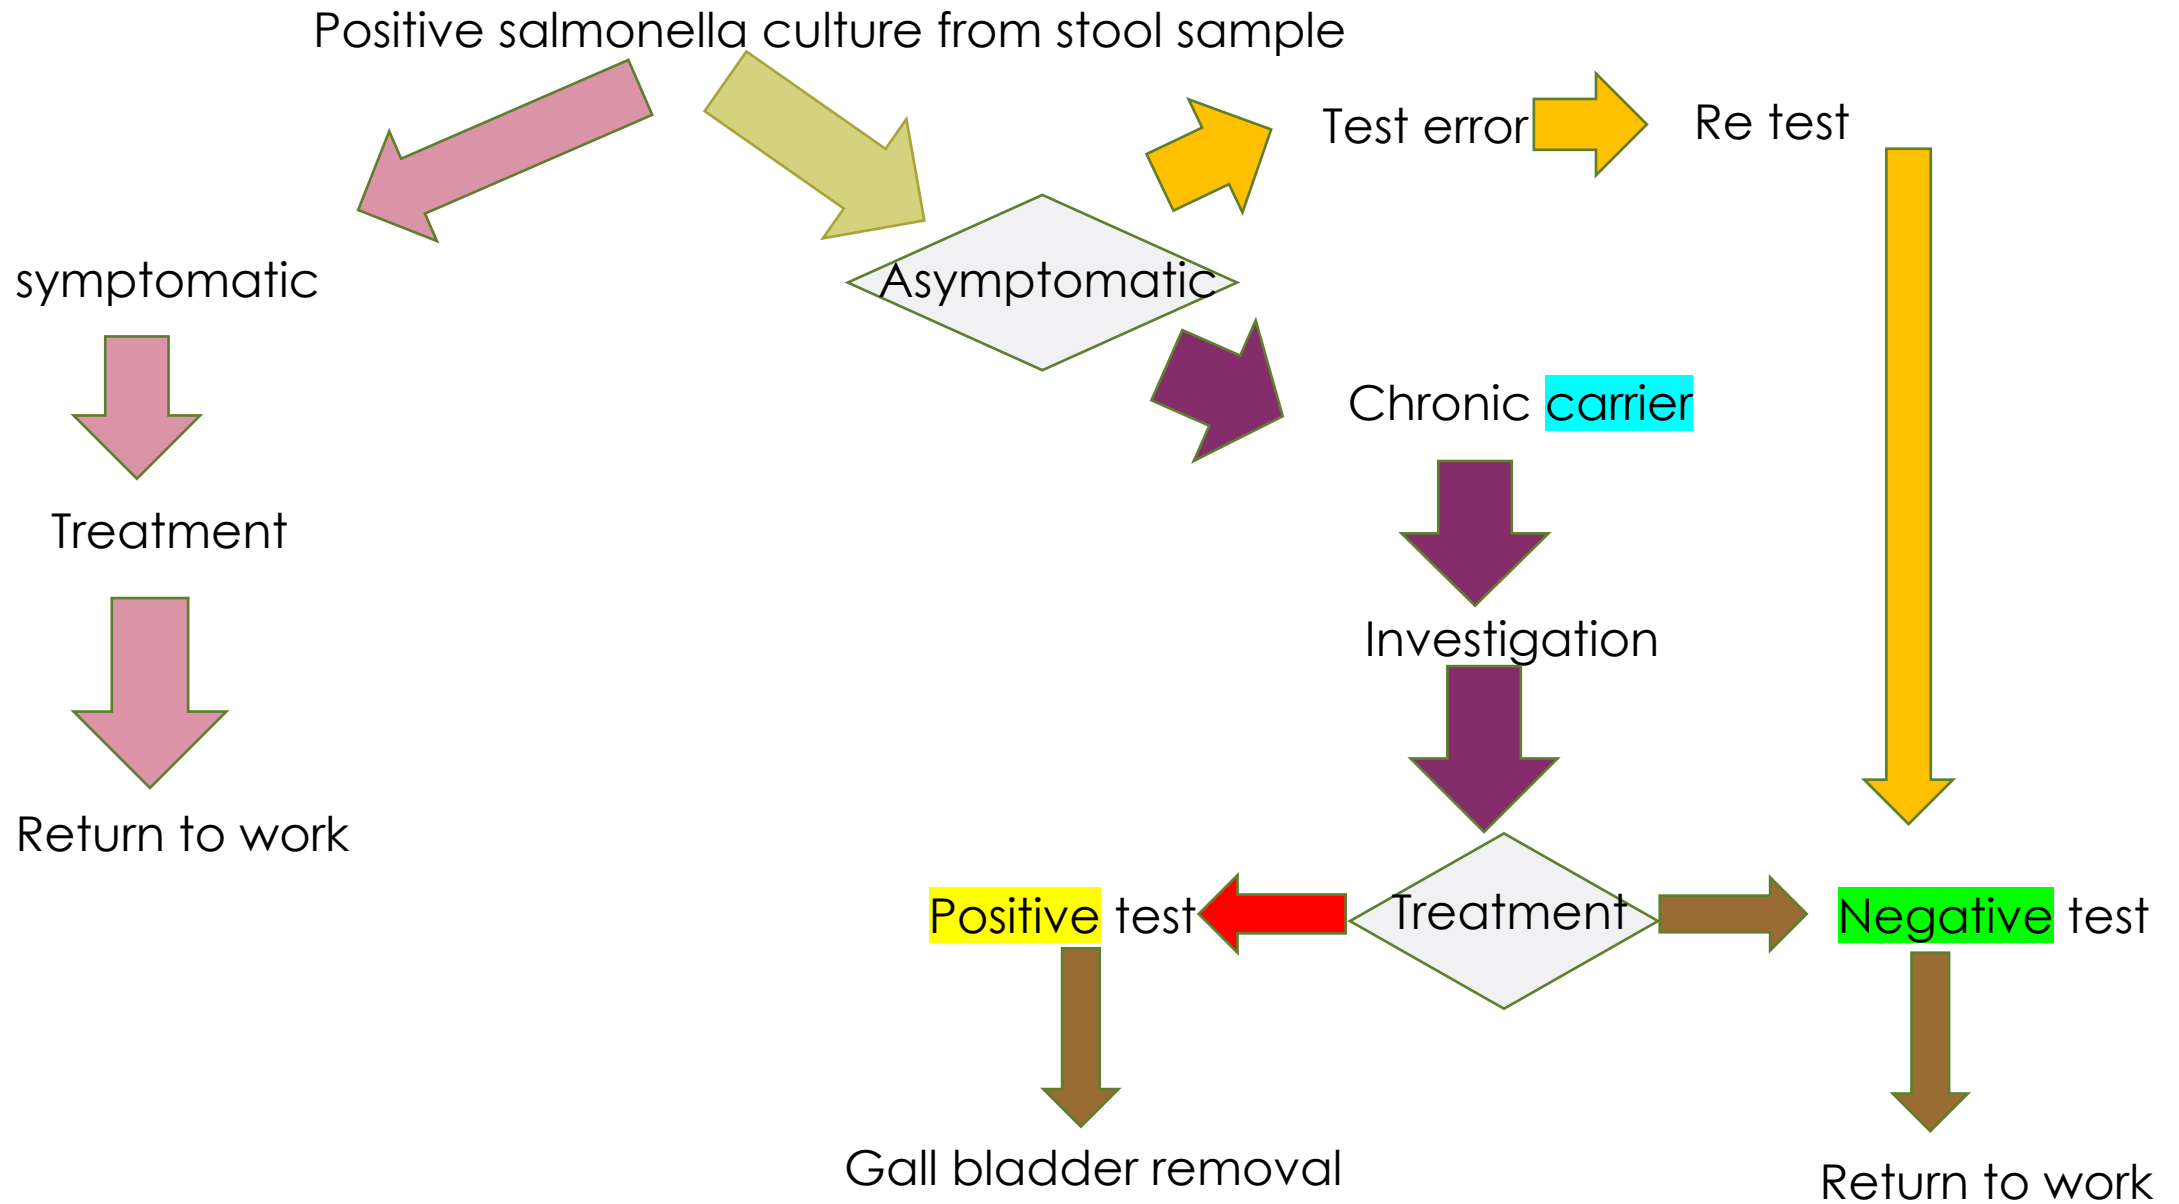 Positive salmonella culture from stool sample
Test error
Re test
symptomatic
Asymptomatic
Chronic carrier
Treatment
Investigation
Return to work
Positive test
Treatment
Negative test
Gall bladder removal
Return to work